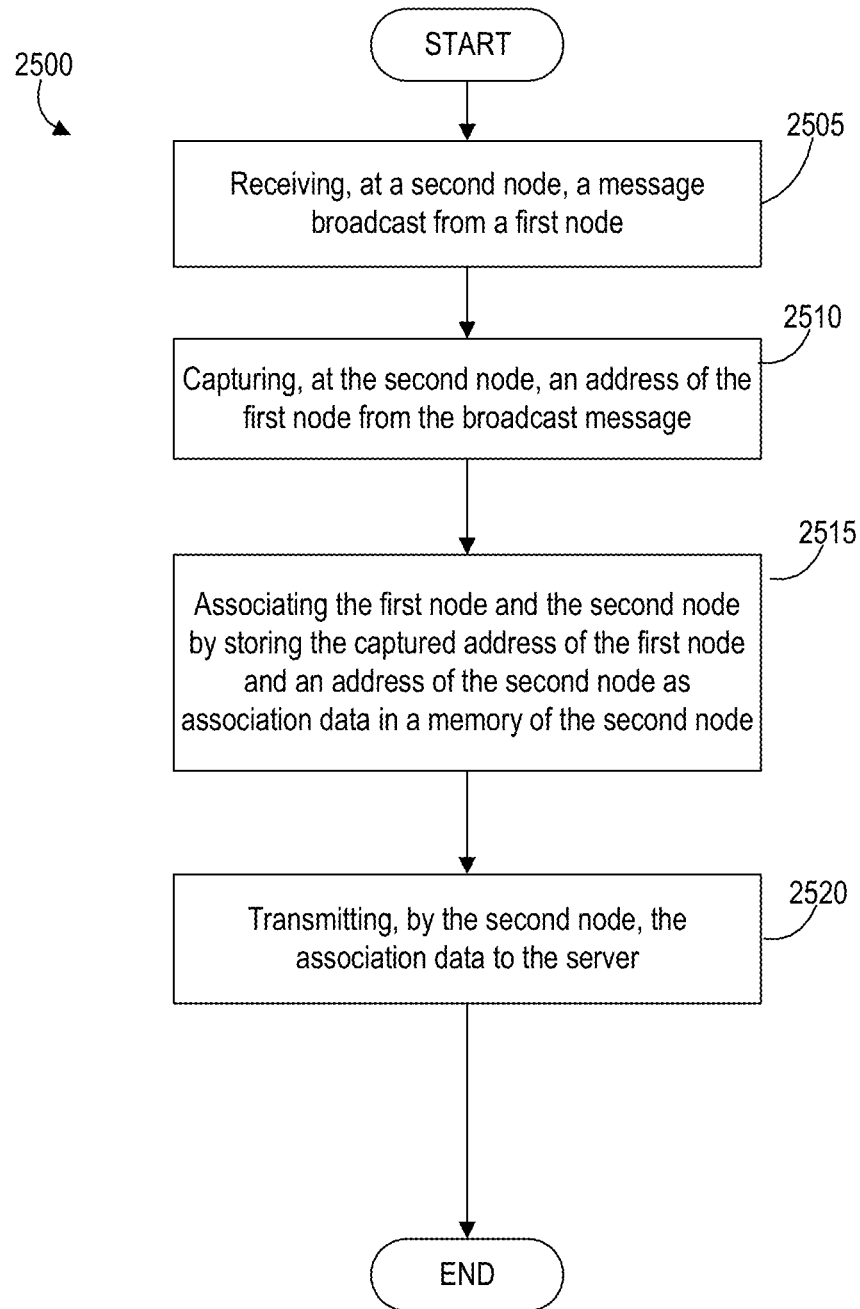 START
2500
2505
Receiving, at a second node, a message
broadcast from a first node
2510
Capturing, at the second node, an address of the
first node from the broadcast message
2515
Associating the first node and the second node
by storing the captured address of the first node
and an address of the second node as
association data in a memory of the second node
2520
Transmitting, by the second node, the
association data to the server
END